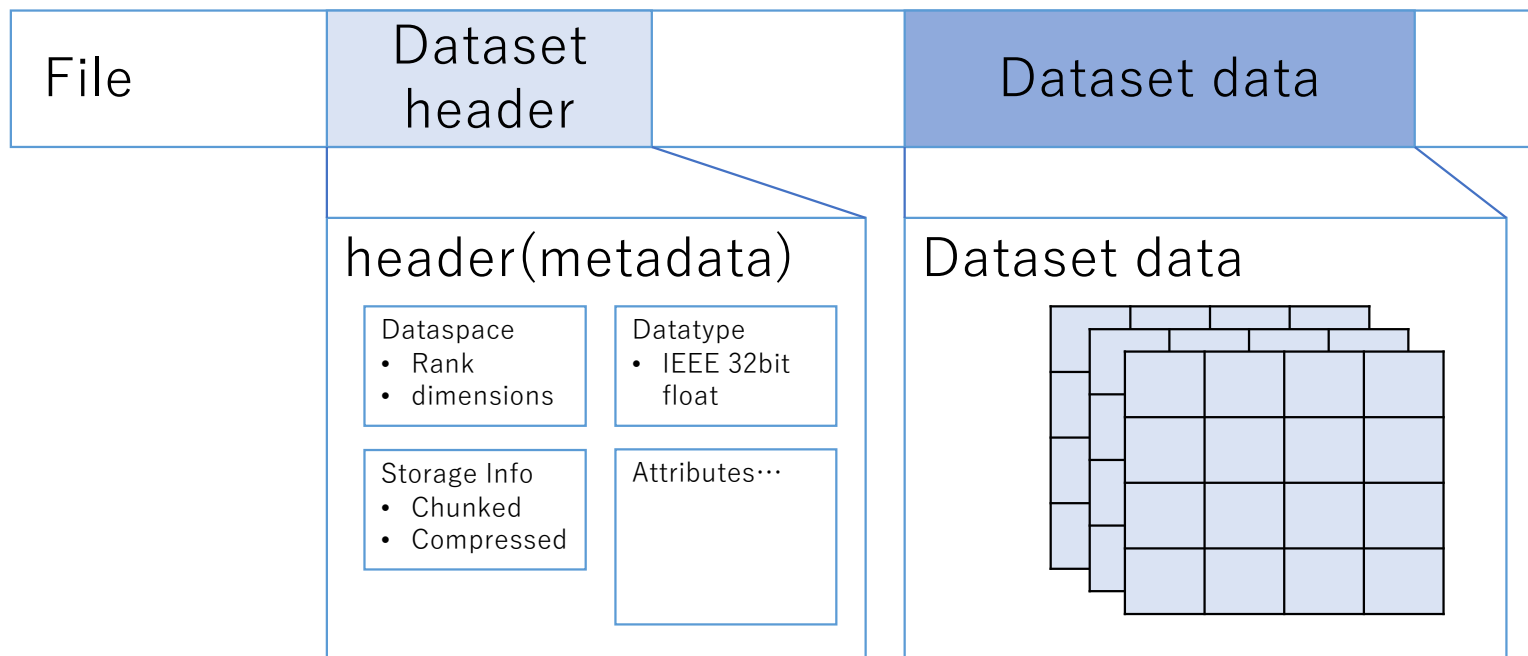 File
Dataset
header
Dataset data
header(metadata)
Dataspace
• Rank
• dimensions
Datatype
• IEEE 32bit
float
Storage Info
• Chunked
• Compressed
Attributes…
Dataset data